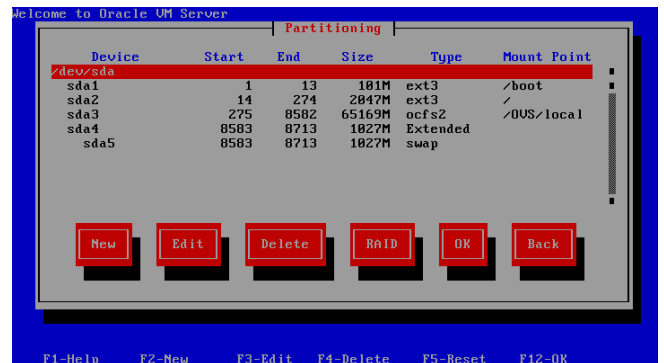 Welcome to Oracle VM Server
Partitioning
Device Start End Size Type Mount Point
/dev/sda
sda1 1 13 101M ext3 /boot
sda2 14 274 2047M ext3 /
sda3 275 8582 65169M ocfs2 /OVS/local
sda4 8583 8713 1027M Extended
sda5 8583 8713 1027M swap
New Edit Delete RAID OK Back
F1-Help F2-New F3-Edit F4-Delete F5-Reset F12-OK